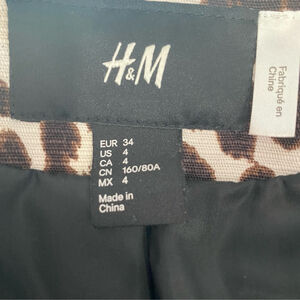 H&M
Fabriqué en
Chine
EUR 34
US 4
CA 4
CN 160/80A
MX 4
Made in
China